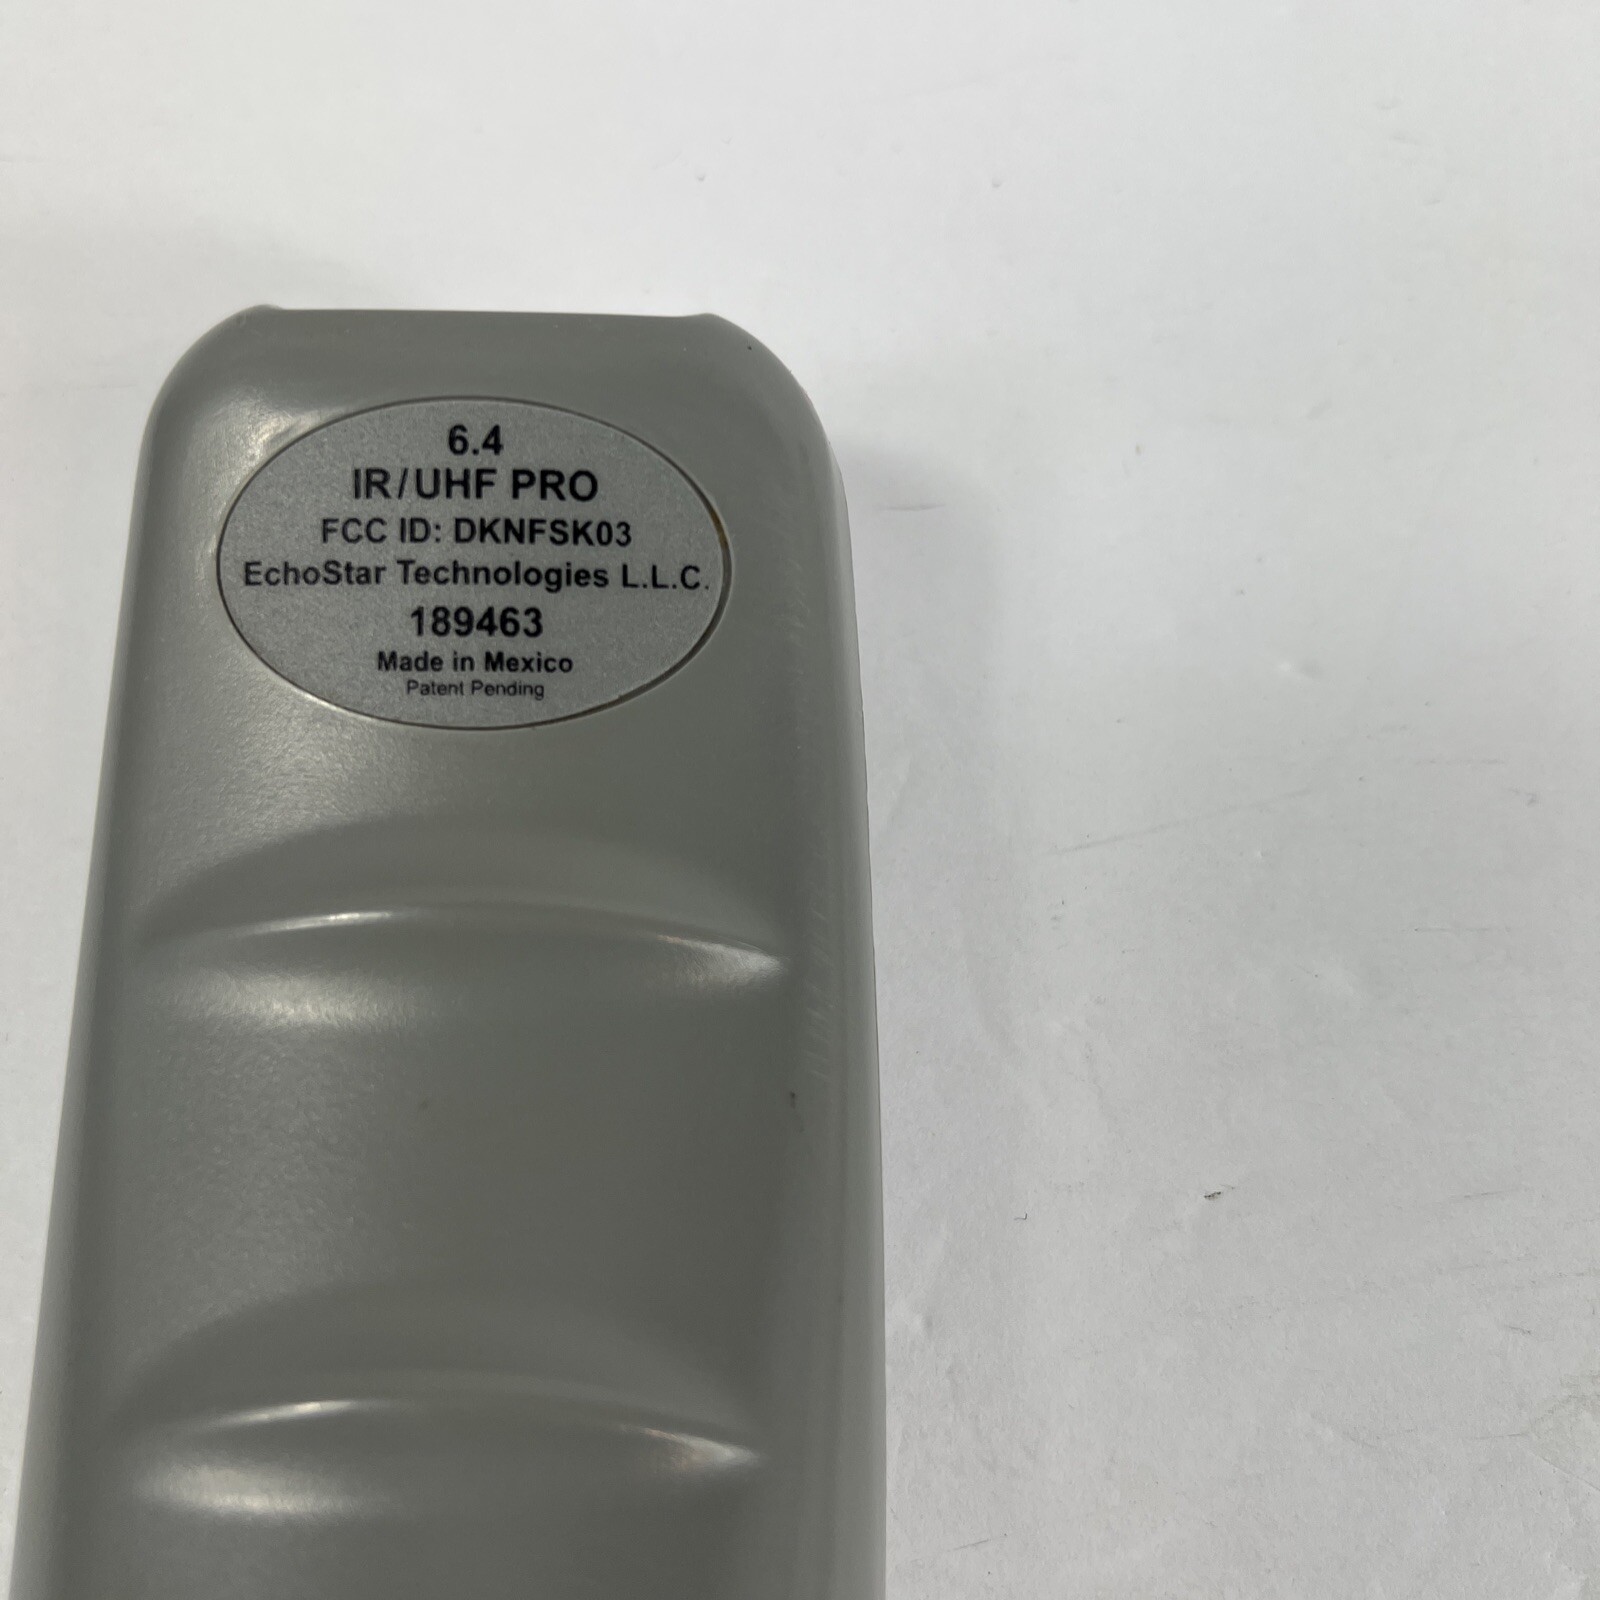 6.4
IR/UHF PRO
FCC ID: DKNFSK03
EchoStar Technologies L.L.C.
189463
Made in Mexico
Patent Pending